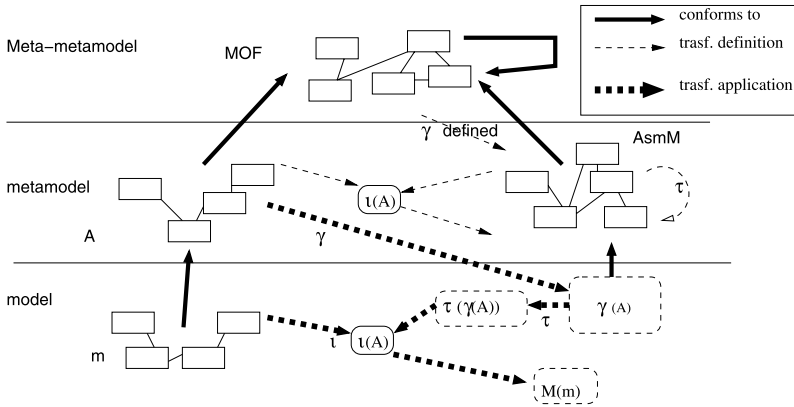 conforms to
Meta-metamodel
MOF
trasf. definition
trasf. application
γ defined
AsmM
metamodel
ι(A)
τ
A
γ
model
τ (γ(A))
γ (A)
τ
m
ι
ι(A)
M(m)